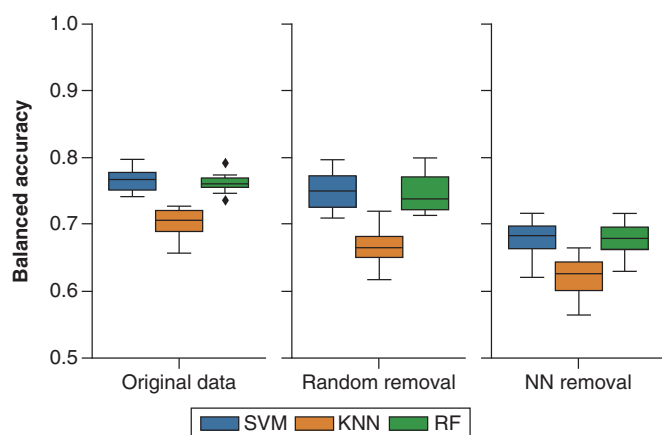 Balanced accuracy
1.0
0.9
0.8
0.7
0.6
0.5
Original data
Random removal
NN removal
SVM
KNN
RF